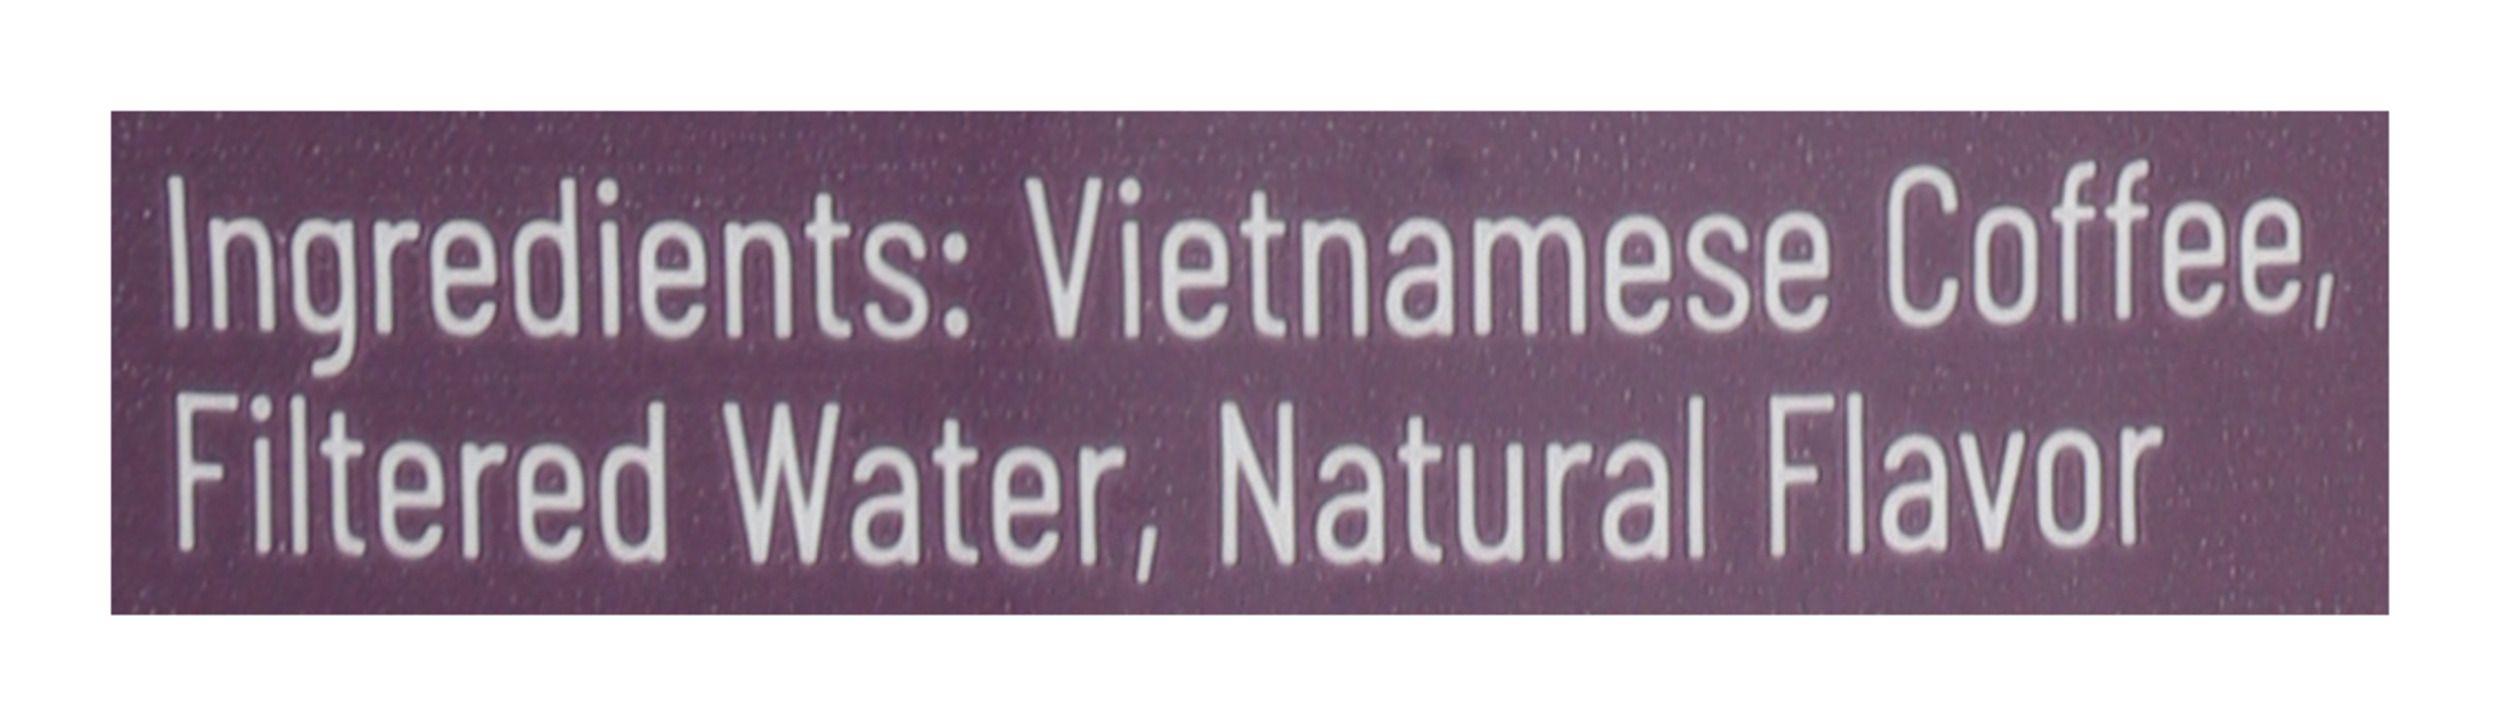 Ingredients: Vietnamese Coffee,
Filtered Water, Natural Flavor